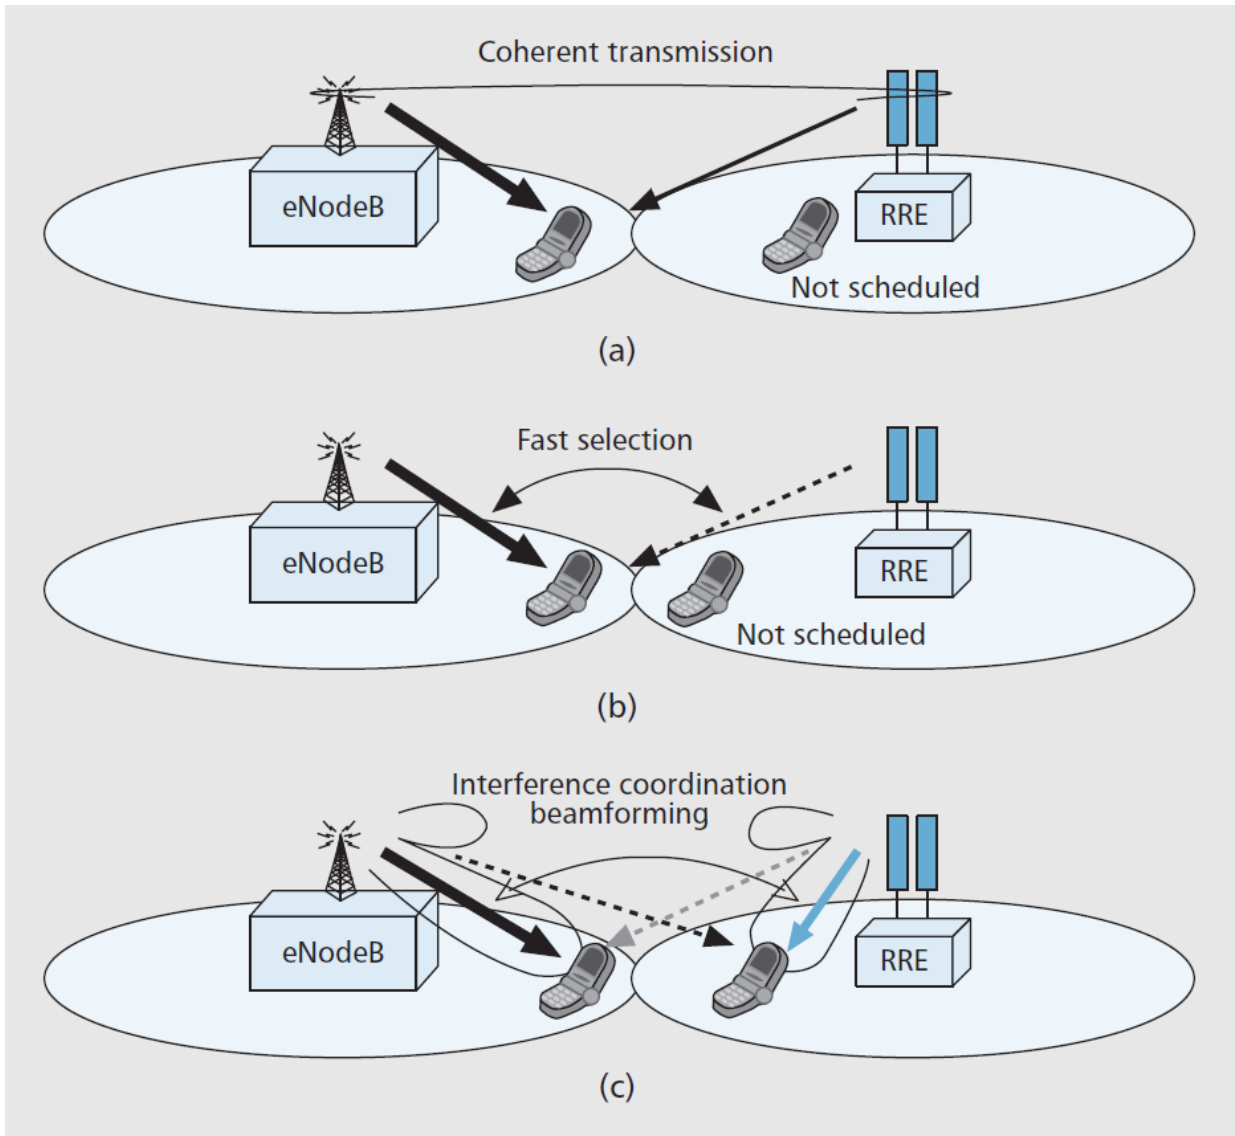 Coherent transmission
eNodeB
RRE
Not scheduled
(a)
Fast selection
eNodeB
RRE
Not scheduled
(b)
Interference coordination
beamforming
eNodeB
RRE
(c)